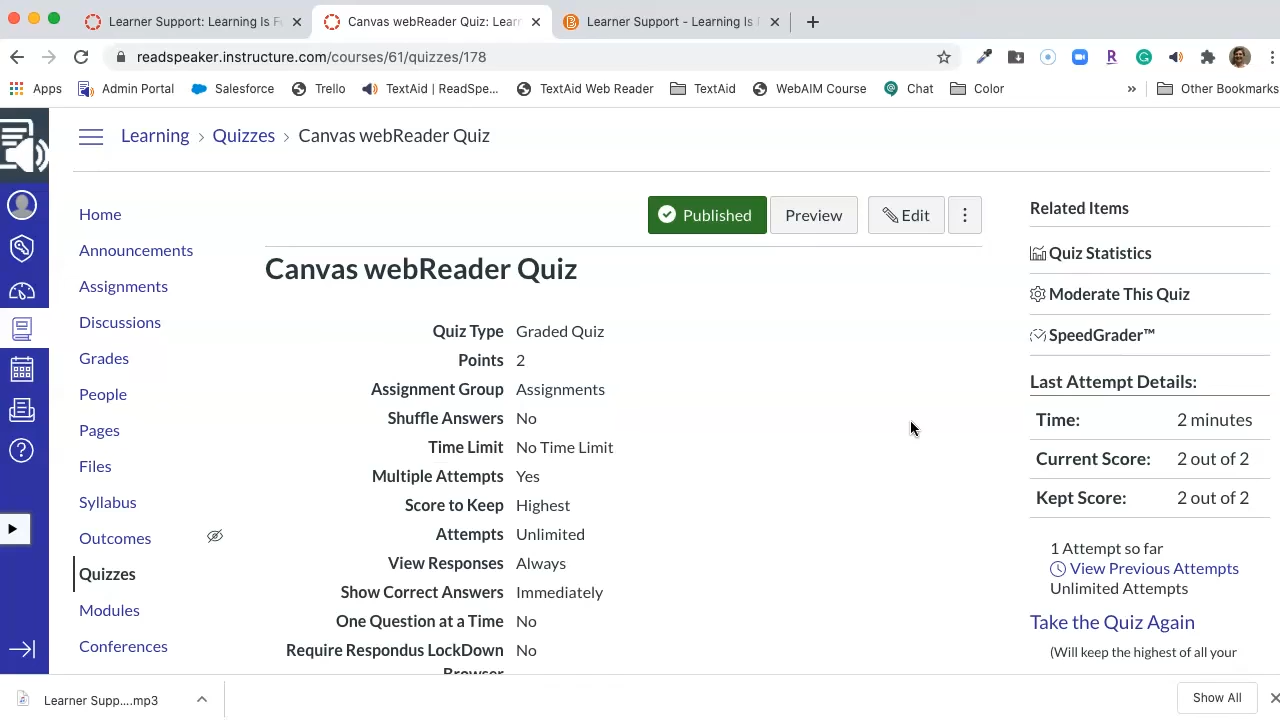 Learner Support: Learning Is F
Canvas webReader Quiz: Learn
Learner Support - Learning Is
readspeaker.instructure.com/courses/61/quizzes/178
Apps
Admin Portal
Salesforce
Trello
TextAid | ReadSpe...
TextAid Web Reader
TextAid
WebAIM Course
Chat
Color
»
Other Bookmarks
Learning > Quizzes > Canvas webReader Quiz
Home
Announcements
Assignments
Discussions
Grades
People
Pages
Files
Syllabus
Outcomes
Quizzes
Modules
Conferences
Published
Preview
Edit
Canvas webReader Quiz
Quiz Type Graded Quiz
Points 2
Assignment Group Assignments
Shuffle Answers No
Time Limit No Time Limit
Multiple Attempts Yes
Score to Keep Highest
Attempts Unlimited
View Responses Always
Show Correct Answers Immediately
One Question at a Time No
Require Respondus LockDown No
Browser
Related Items
Quiz Statistics
Moderate This Quiz
SpeedGrader™
Last Attempt Details:
Time: 2 minutes
Current Score: 2 out of 2
Kept Score: 2 out of 2
1 Attempt so far
View Previous Attempts
Unlimited Attempts
Take the Quiz Again
(Will keep the highest of all your
Learner Supp....mp3
Show All